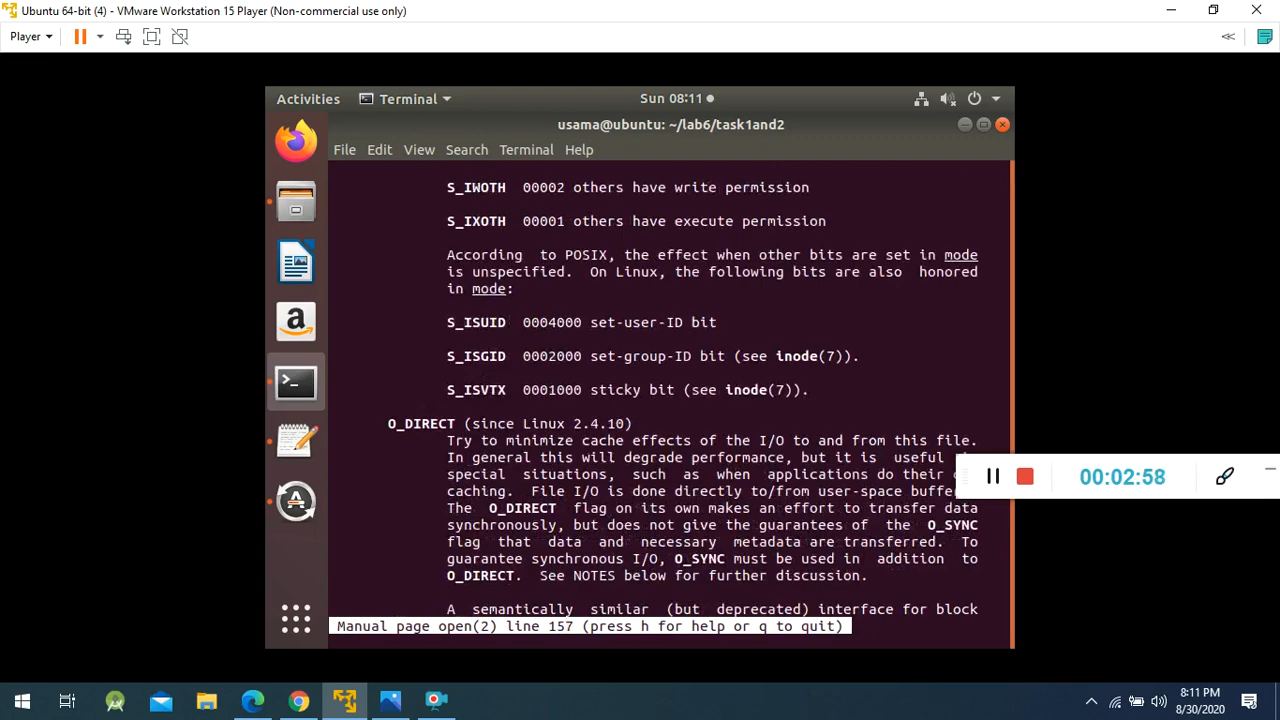 Ubuntu 64-bit (4) - VMware Workstation 15 Player (Non-commercial use only)
Player
Activities Terminal Sun 08:11
usama@ubuntu: ~/lab6/task1and2
File Edit View Search Terminal Help
S_IWOTH 00002 others have write permission
S_IXOTH 00001 others have execute permission
According to POSIX, the effect when other bits are set in mode
is unspecified. On Linux, the following bits are also honored
in mode:
S_ISUID 0004000 set-user-ID bit
S_ISGID 0002000 set-group-ID bit (see inode(7)).
S_ISVTX 0001000 sticky bit (see inode(7)).
O_DIRECT (since Linux 2.4.10)
Try to minimize cache effects of the I/O to and from this file.
In general this will degrade performance, but it is useful
special situations, such as when applications do their
caching. File I/O is done directly to/from user-space
The O_DIRECT flag on its own makes an effort to transfer data
synchronously, but does not give the guarantees of the O_SYNC
flag that data and necessary metadata are transferred. To
guarantee synchronous I/O, O_SYNC must be used in addition to
O_DIRECT. See NOTES below for further discussion.
A semantically similar (but deprecated) interface for block
Manual page open(2) line 157 (press h for help or q to quit)
00:02:58
8:11 PM
8/30/2020